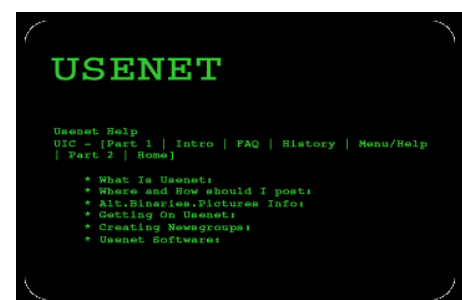 USENET
Usenet Help
UIC - [Part 1 | Intro | FAQ | History | Menu/Help
| Part 2 | Home]
* What Is Usenet:
* Where and How should I post:
* Alt.Binaries.Pictures Info:
* Getting On Usenet:
* Creating Newsgroups:
* Usenet Software: